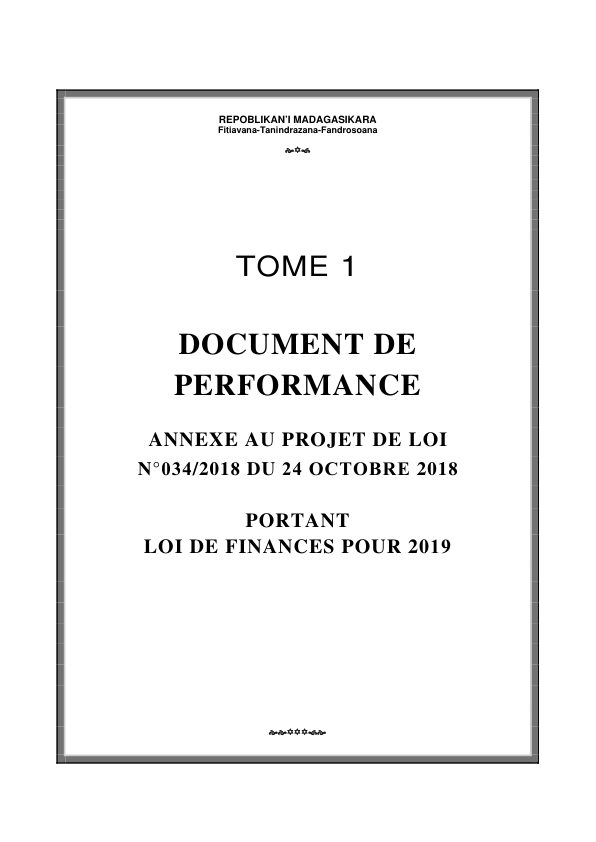 REPOBLIKAN'I MADAGASIKARA
Fitiavana-Tanindrazana-Fandrosoana
TOME 1
DOCUMENT DE
PERFORMANCE
ANNEXE AU PROJET DE LOI
N°034/2018 DU 24 OCTOBRE 2018
PORTANT
LOI DE FINANCES POUR 2019